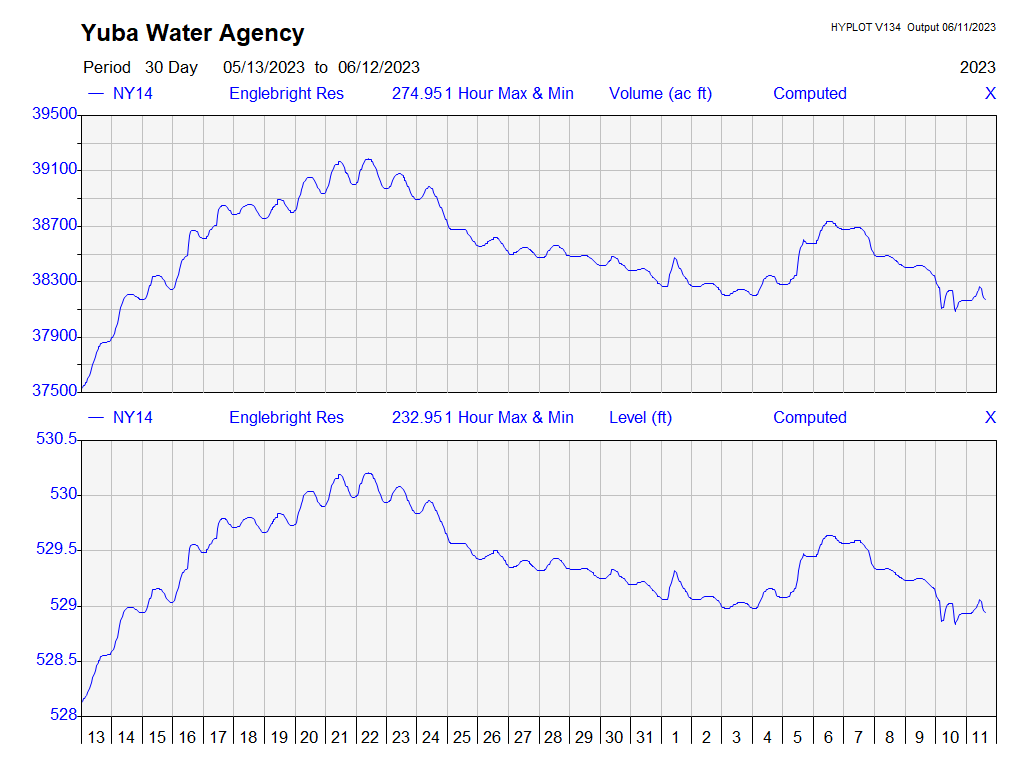 Yuba Water Agency
HYPLOT V134 Output 06/11/2023
Period 30 Day 05/13/2023 to 06/12/2023 2023
NY14 Englebright Res 274.951 Hour Max & Min Volume (ac ft) Computed X
39500
39100
38700
38300
37900
37500
NY14 Englebright Res 232.951 Hour Max & Min Level (ft) Computed X
530.5
530
529.5
529
528.5
528
13 14 15 16 17 18 19 20 21 22 23 24 25 26 27 28 29 30 31 1 2 3 4 5 6 7 8 9 10 11